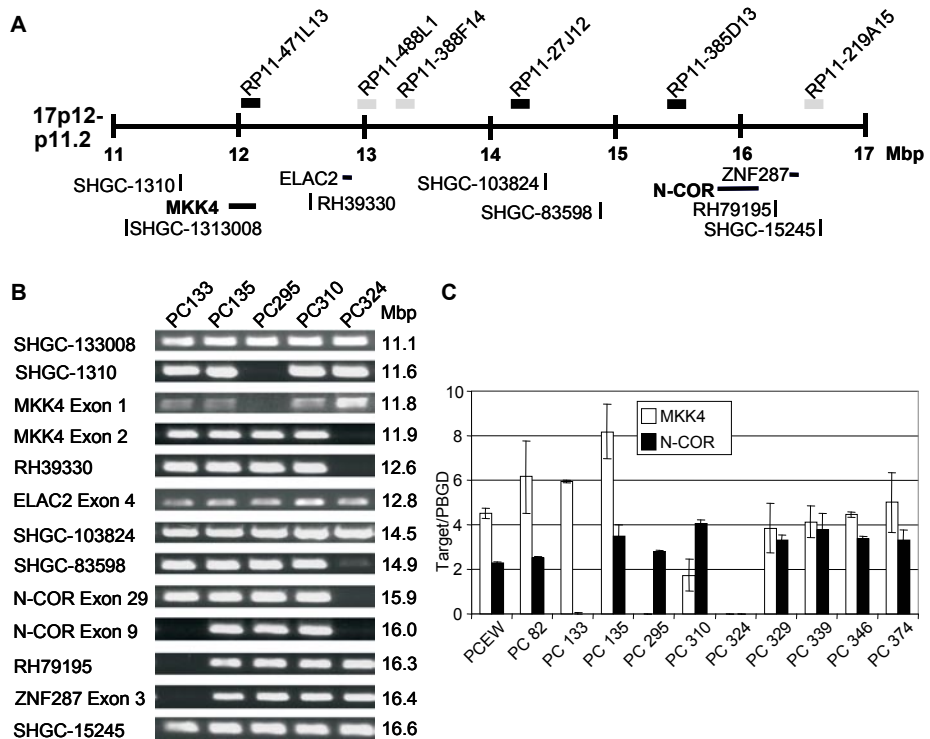 A
RP11-471L13
RP11-488L1
RP11-388F14
RP11-27J12
RP11-385D13
RP11-219A15
17p12-
p11.2
11 12 13 14 15 16 17 Mbp
SHGC-1310
ELAC2
SHGC-103824
ZNF287
MKK4
RH39330
SHGC-83598
N-COR
RH79195
SHGC-1313008
SHGC-15245
B
PC133 PC135 PC295 PC310 PC324 Mbp
SHGC-133008 11.1
SHGC-1310 11.6
MKK4 Exon 1 11.8
MKK4 Exon 2 11.9
RH39330 12.6
ELAC2 Exon 4 12.8
SHGC-103824 14.5
SHGC-83598 14.9
N-COR Exon 29 15.9
N-COR Exon 9 16.0
RH79195 16.3
ZNF287 Exon 3 16.4
SHGC-15245 16.6
C
Target/PBGD
10
8
6
4
2
0
MKK4
N-COR
PCEW PC 82 PC 133 PC 135 PC 295 PC 310 PC 324 PC 329 PC 339 PC 346 PC 374